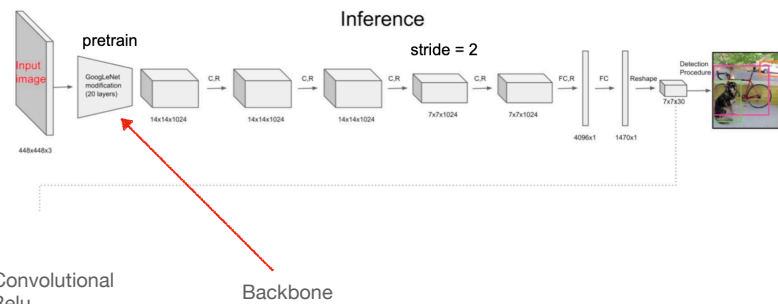 Inference
pretrain
stride = 2
Input
image
GoogLeNet
modification
(20 layers)
C,R
C,R
C,R
C,R
FC,R
FC
Reshape
Detection
Procedure
448x448x3
14x14x1024
14x14x1024
14x14x1024
7x7x1024
7x7x1024
4096x1
1470x1
7x7x30
Convolutional
Relu
Backbone